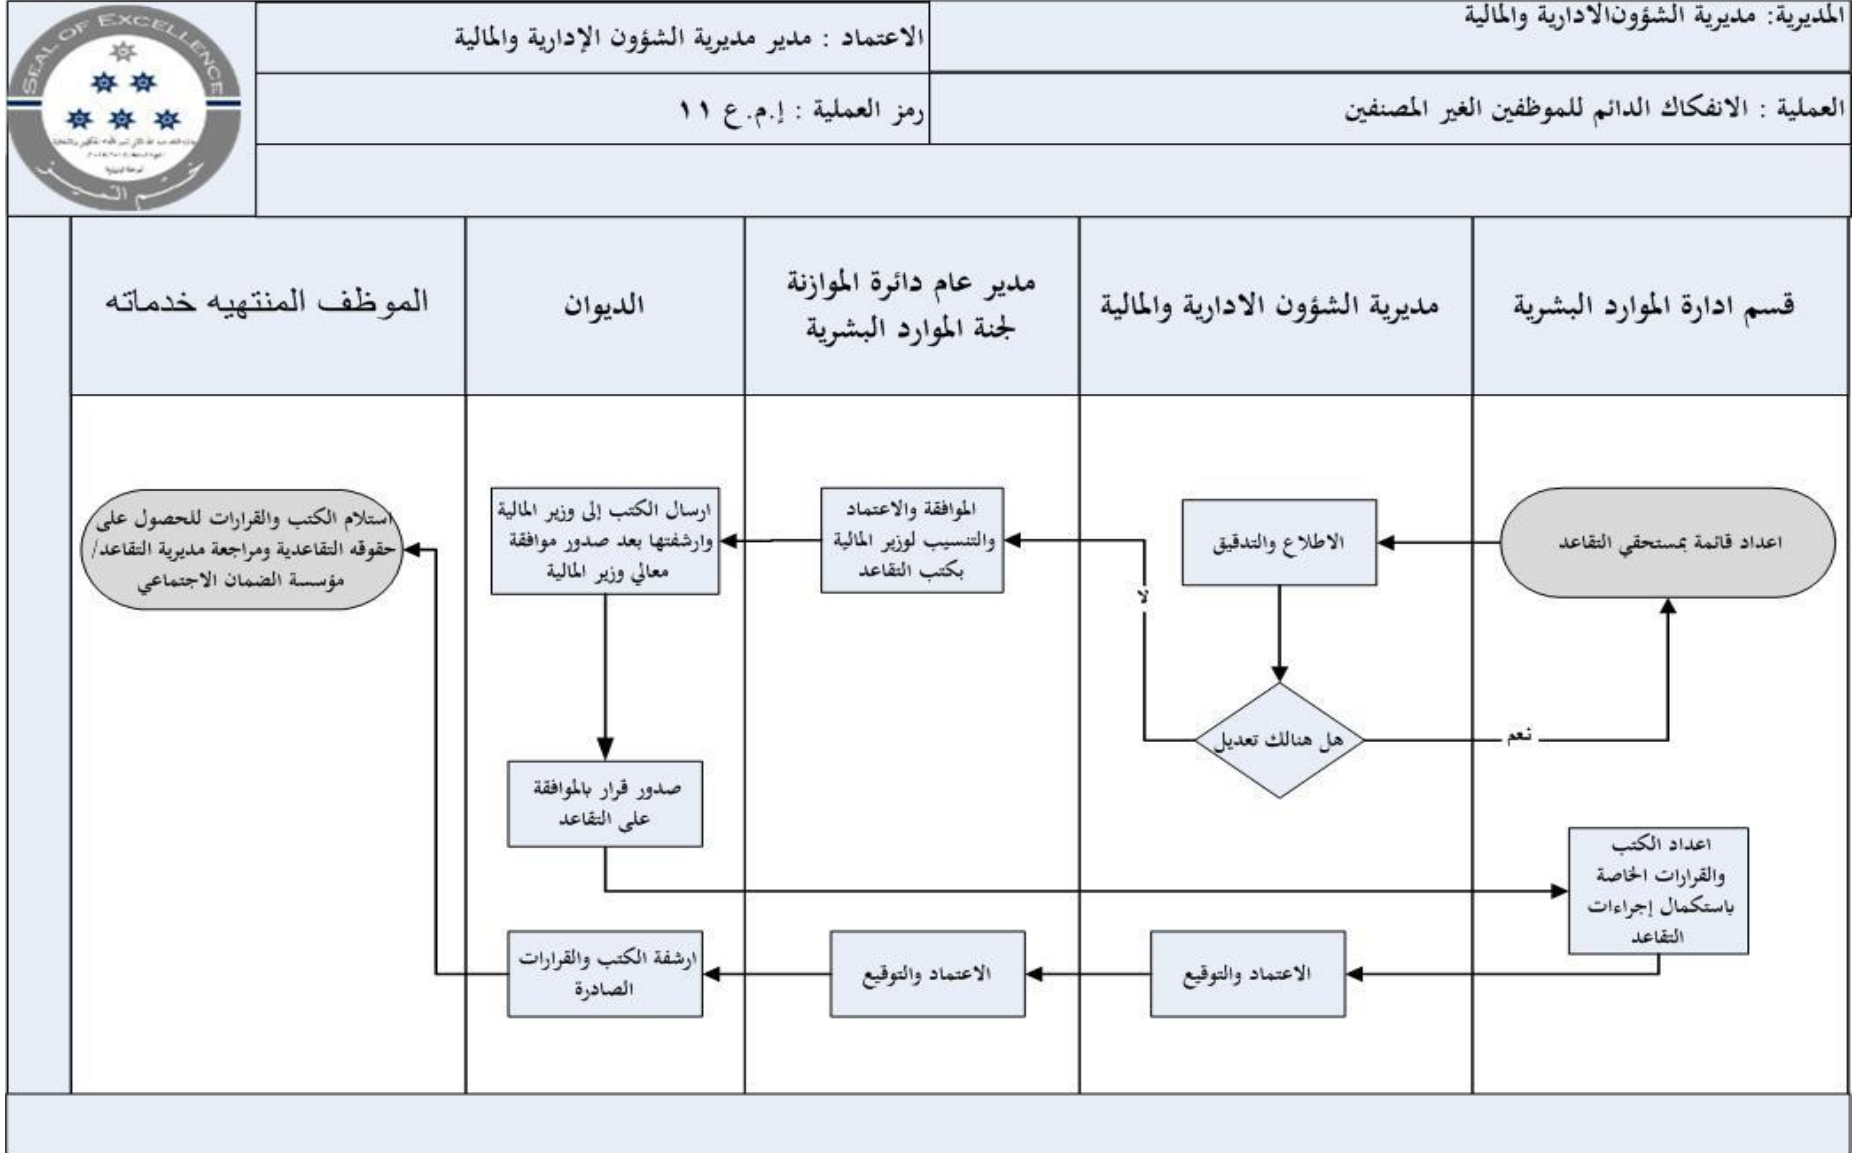 المديرية: مديرية الشؤون الادارية والمالية
الاعتماد : مدير مديرية الشؤون الإدارية والمالية
العملية : الانفكاك الدائم للموظفين الغير المصنفين
رمز العملية : إ.م.ع ١١
SEAL OF EXCELLENCE
ختم التميز
قسم ادارة الموارد البشرية
مديرية الشؤون الادارية والمالية
مدير عام دائرة الموازنة
لجنة الموارد البشرية
الديوان
الموظف المنتهيه خدماته
اعداد قائمة بمستحقي التقاعد
الاطلاع والتدقيق
هل هنالك تعديل
نعم
لا
الموافقة والاعتماد
والتنسيب لوزير المالية
بكتب التقاعد
ارسال الكتب إلى وزير المالية
وارشفتها بعد صدور موافقة
معالي وزير المالية
صدور قرار بالموافقة
على التقاعد
اعداد الكتب
والقرارات الخاصة
باستكمال إجراءات
التقاعد
الاعتماد والتوقيع
الاعتماد والتوقيع
ارشفة الكتب والقرارات
الصادرة
استلام الكتب والقرارات للحصول على
حقوقه التقاعدية ومراجعة مديرية التقاعد/
مؤسسة الضمان الاجتماعي